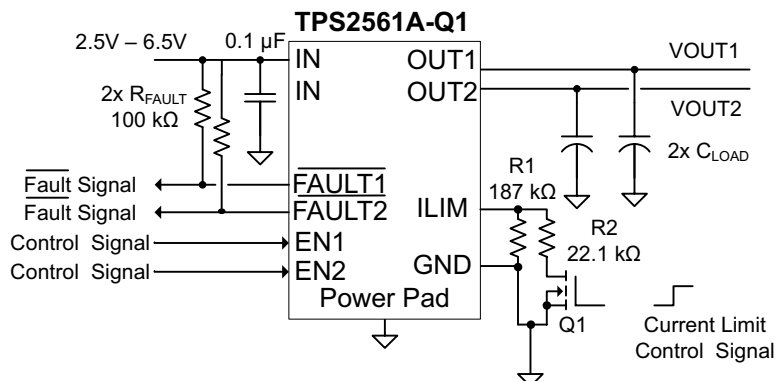 TPS2561A-Q1
2.5V – 6.5V
0.1 µF
IN
IN
OUT1
OUT2
VOUT1
VOUT2
2x RFAULT
100 kΩ
2x CLOAD
R1
187 kΩ
Fault Signal
Fault Signal
Control Signal
Control Signal
FAULT1
FAULT2
EN1
EN2
ILIM
GND
Power Pad
R2
22.1 kΩ
Q1
Current Limit
Control Signal